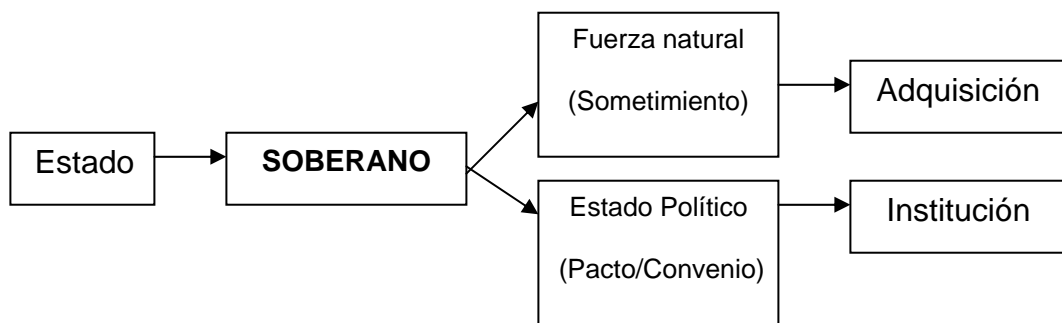 Estado
SOBERANO
Fuerza natural
(Sometimiento)
Adquisición
Estado Político
(Pacto/Convenio)
Institución